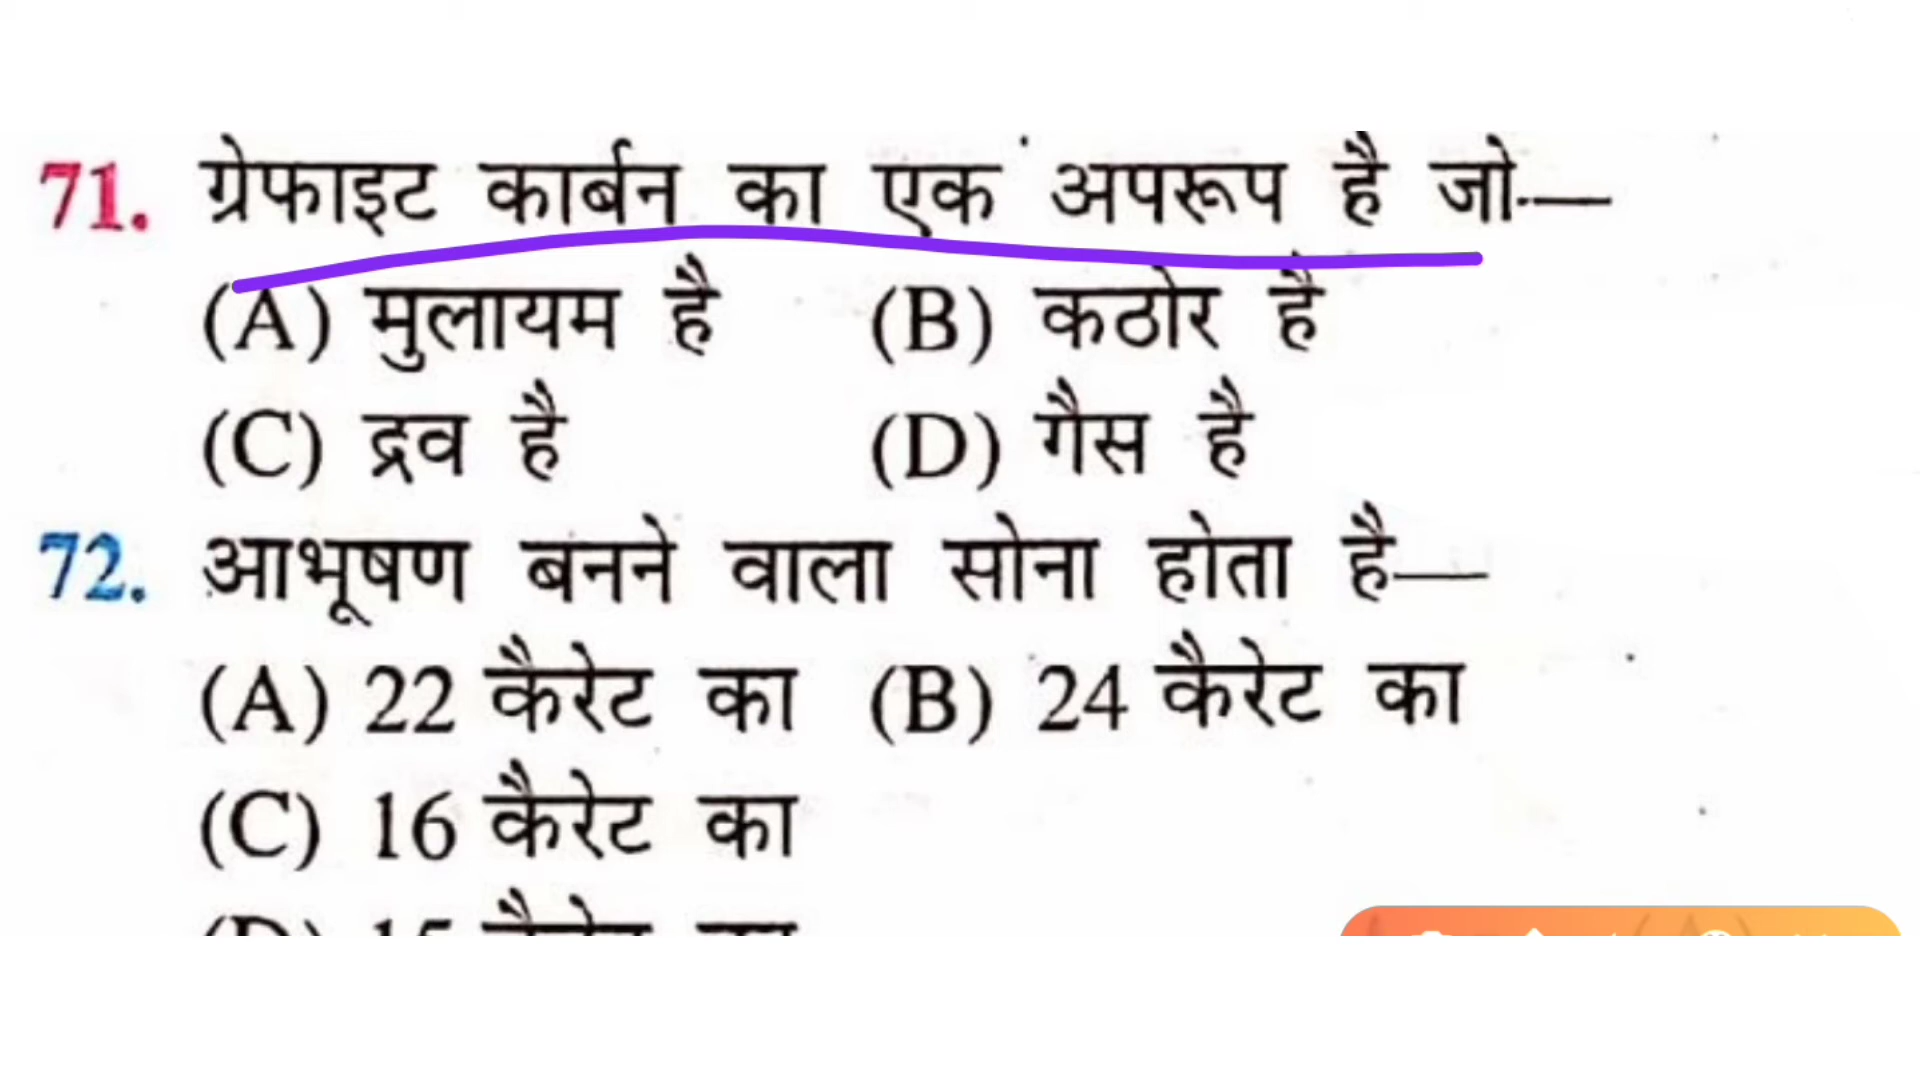 71. ग्रेफाइट कार्बन का एक अपरूप है जो—
(A) मुलायम है (B) कठोर है
(C) द्रव है (D) गैस है
72. आभूषण बनने वाला सोना होता है—
(A) 22 कैरेट का (B) 24 कैरेट का
(C) 16 कैरेट का